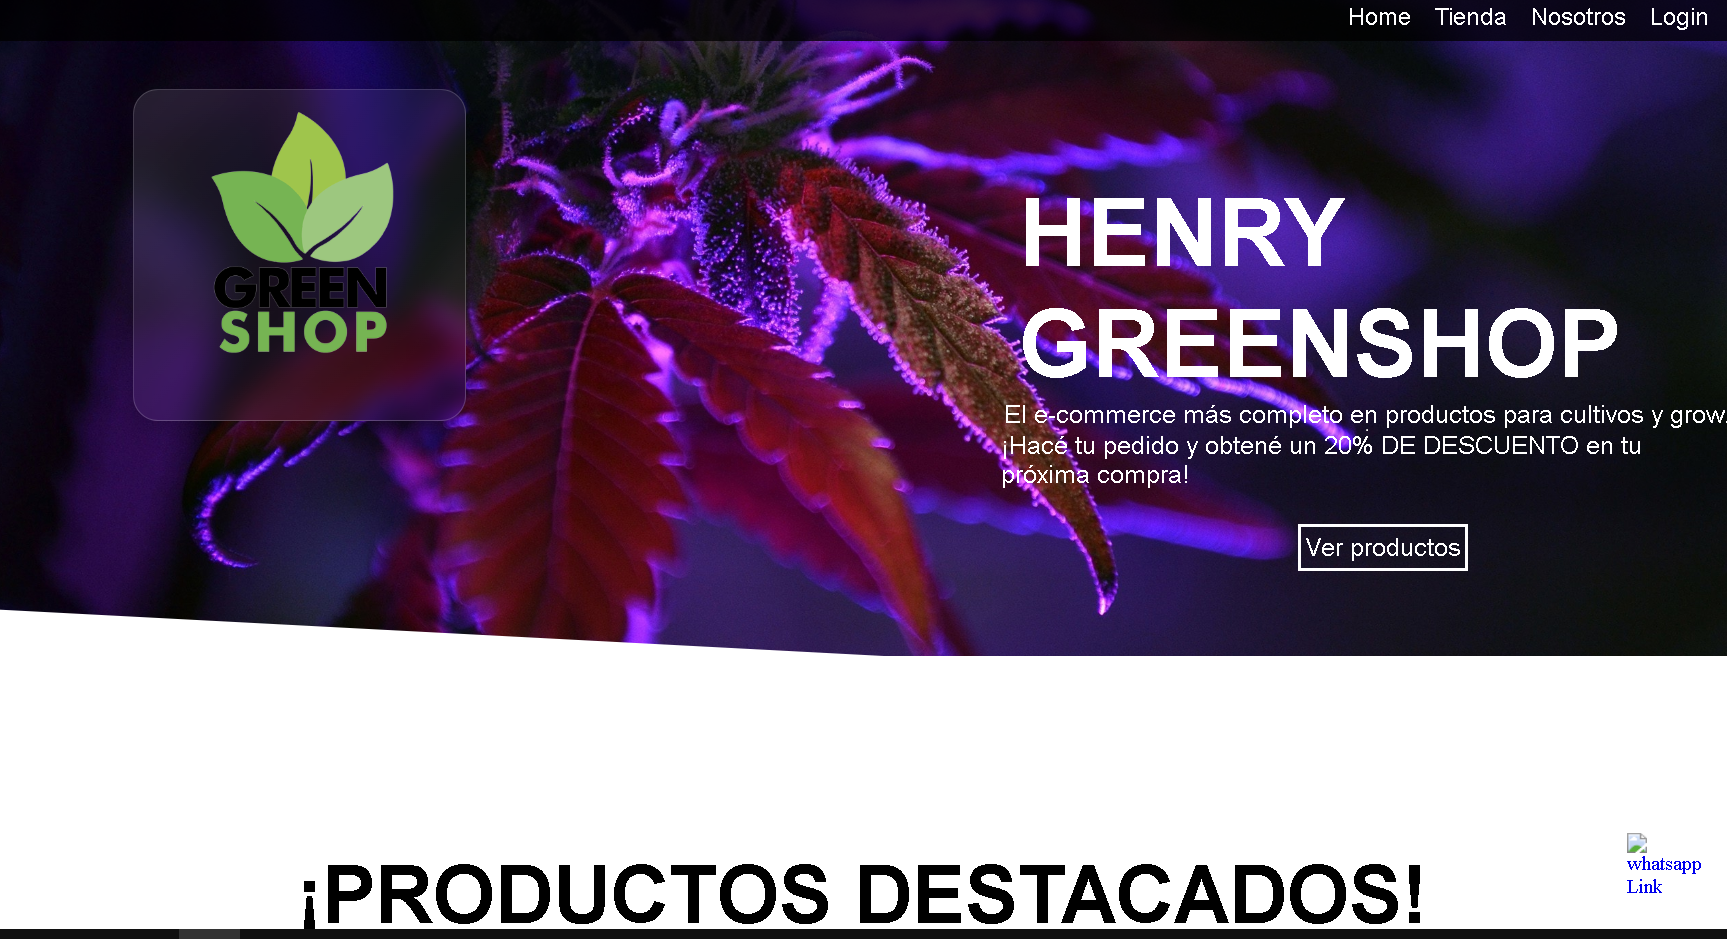 Home Tienda Nosotros Login
GREEN
SHOP
HENRY
GREENSHOP
El e-commerce más completo en productos para cultivos y grow.
¡Hacé tu pedido y obtené un 20% DE DESCUENTO en tu
próxima compra!
Ver productos
whatsapp
Link
¡PRODUCTOS DESTACADOS!